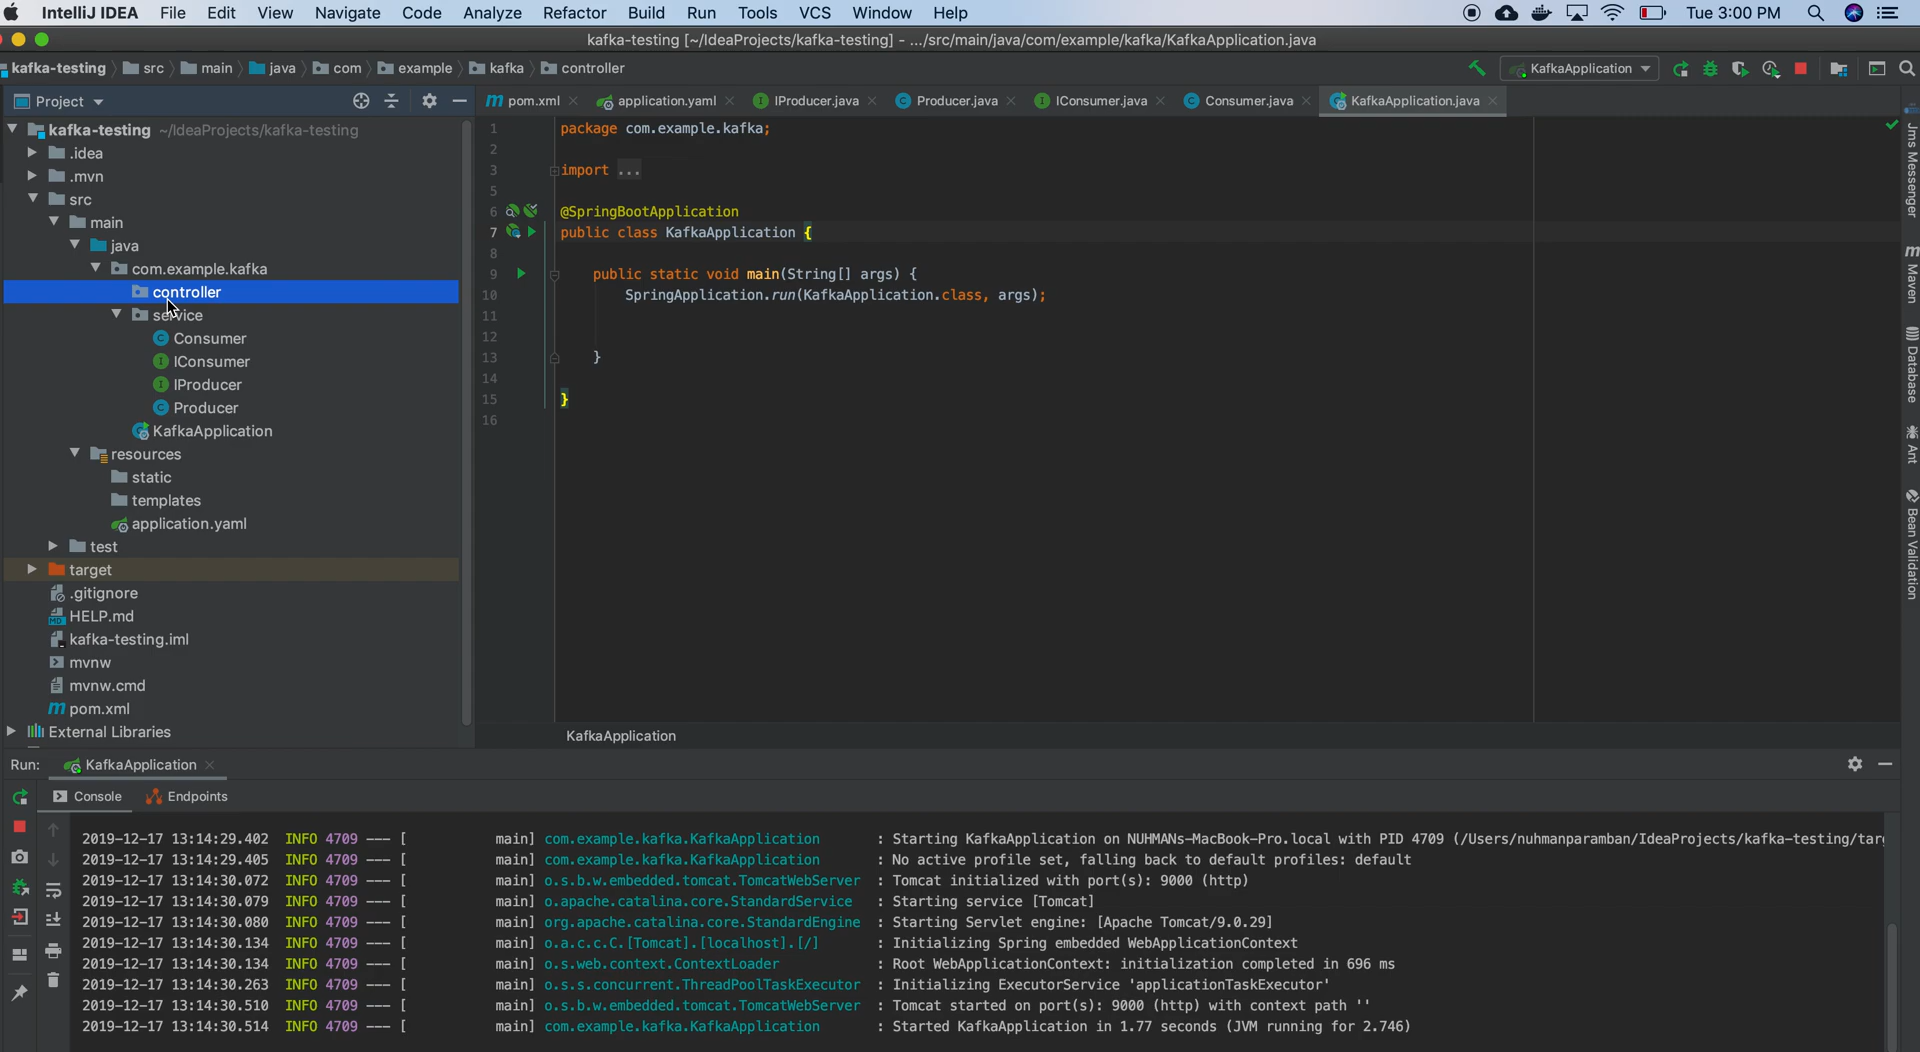 IntelliJ IDEA File Edit View Navigate Code Analyze Refactor Build Run Tools VCS Window Help Tue 3:00 PM
kafka-testing [~/IdeaProjects/kafka-testing] - .../src/main/java/com/example/kafka/KafkaApplication.java
kafka-testing src main java com example kafka controller KafkaApplication
Project pom.xml application.yaml IProducer.java Producer.java IConsumer.java Consumer.java KafkaApplication.java
kafka-testing ~/IdeaProjects/kafka-testing
.idea
.mvn
src
main
java
com.example.kafka
controller
service
Consumer
IConsumer
IProducer
Producer
KafkaApplication
resources
static
templates
application.yaml
test
target
.gitignore
HELP.md
kafka-testing.iml
mvnw
mvnw.cmd
pom.xml
External Libraries
1 package com.example.kafka;
2
3 import ...
5
6 @SpringBootApplication
7 public class KafkaApplication {
8
9 public static void main(String[] args) {
10 SpringApplication.run(KafkaApplication.class, args);
11
12
13 }
14
15 }
16
KafkaApplication
Jms Messenger
Maven
Database
Ant
Bean Validation
Run: KafkaApplication
Console Endpoints
2019-12-17 13:14:29.402 INFO 4709 --- [ main] com.example.kafka.KafkaApplication : Starting KafkaApplication on NUHMANs-MacBook-Pro.local with PID 4709 (/Users/nuhmanparamban/IdeaProjects/kafka-testing/targ
2019-12-17 13:14:29.405 INFO 4709 --- [ main] com.example.kafka.KafkaApplication : No active profile set, falling back to default profiles: default
2019-12-17 13:14:30.072 INFO 4709 --- [ main] o.s.b.w.embedded.tomcat.TomcatWebServer : Tomcat initialized with port(s): 9000 (http)
2019-12-17 13:14:30.079 INFO 4709 --- [ main] o.apache.catalina.core.StandardService : Starting service [Tomcat]
2019-12-17 13:14:30.080 INFO 4709 --- [ main] org.apache.catalina.core.StandardEngine : Starting Servlet engine: [Apache Tomcat/9.0.29]
2019-12-17 13:14:30.134 INFO 4709 --- [ main] o.a.c.c.C.[Tomcat].[localhost].[/] : Initializing Spring embedded WebApplicationContext
2019-12-17 13:14:30.134 INFO 4709 --- [ main] o.s.web.context.ContextLoader : Root WebApplicationContext: initialization completed in 696 ms
2019-12-17 13:14:30.263 INFO 4709 --- [ main] o.s.s.concurrent.ThreadPoolTaskExecutor : Initializing ExecutorService 'applicationTaskExecutor'
2019-12-17 13:14:30.510 INFO 4709 --- [ main] o.s.b.w.embedded.tomcat.TomcatWebServer : Tomcat started on port(s): 9000 (http) with context path ''
2019-12-17 13:14:30.514 INFO 4709 --- [ main] com.example.kafka.KafkaApplication : Started KafkaApplication in 1.77 seconds (JVM running for 2.746)